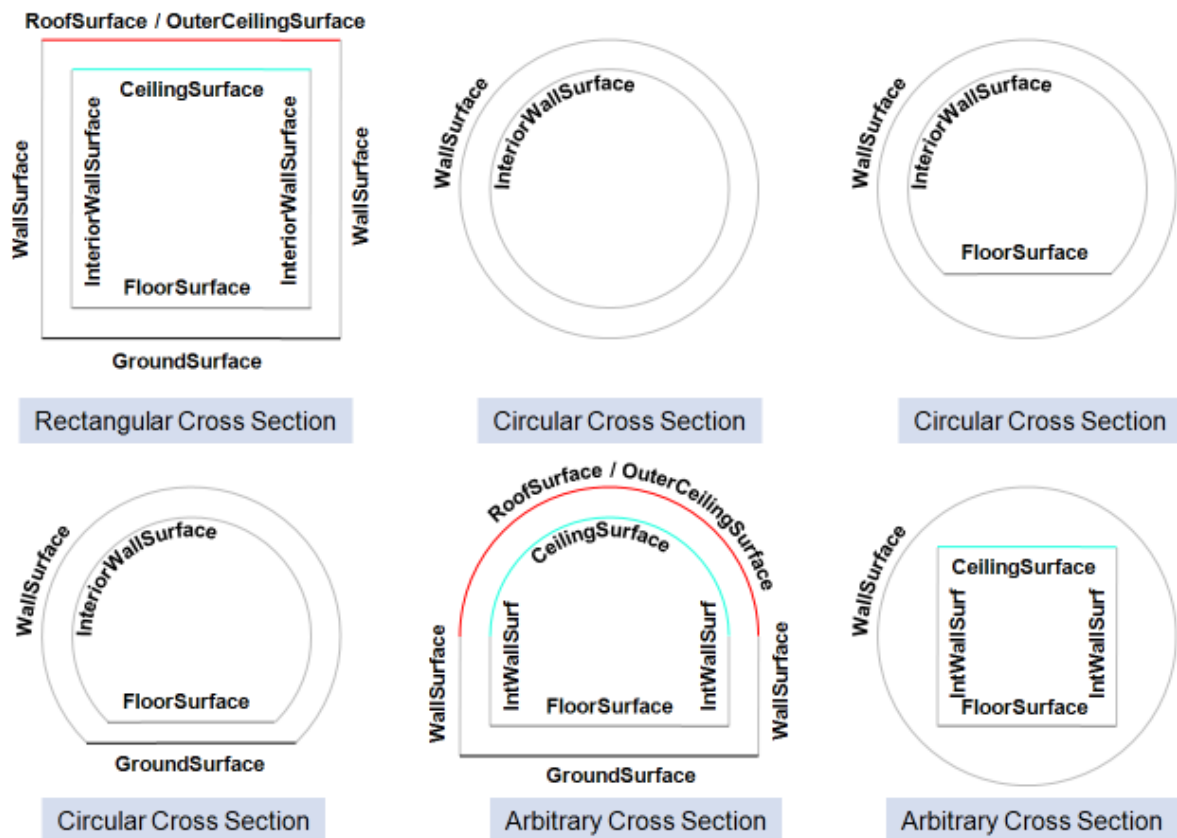 RoofSurface / OuterCeilingSurface
CeilingSurface
WallSurface
InteriorWallSurface
InteriorWallSurface
WallSurface
FloorSurface
GroundSurface
Rectangular Cross Section
WallSurface
InteriorWallSurface
Circular Cross Section
WallSurface
InteriorWallSurface
FloorSurface
Circular Cross Section
WallSurface
InteriorWallSurface
FloorSurface
GroundSurface
Circular Cross Section
RoofSurface / OuterCeilingSurface
CeilingSurface
WallSurface
IntWallSurf
IntWallSurf
WallSurface
FloorSurface
GroundSurface
Arbitrary Cross Section
WallSurface
CeilingSurface
IntWallSurf
IntWallSurf
FloorSurface
Arbitrary Cross Section